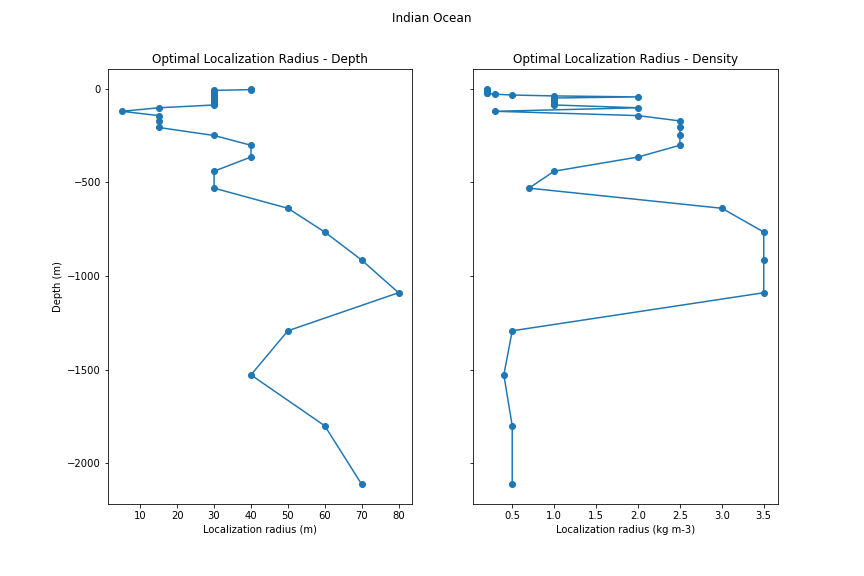 Indian Ocean
Optimal Localization Radius - Depth
Optimal Localization Radius - Density
0
−500
−1000
−1500
−2000
Depth (m)
10 20 30 40 50 60 70 80
0.5 1.0 1.5 2.0 2.5 3.0 3.5
Localization radius (m)
Localization radius (kg m-3)